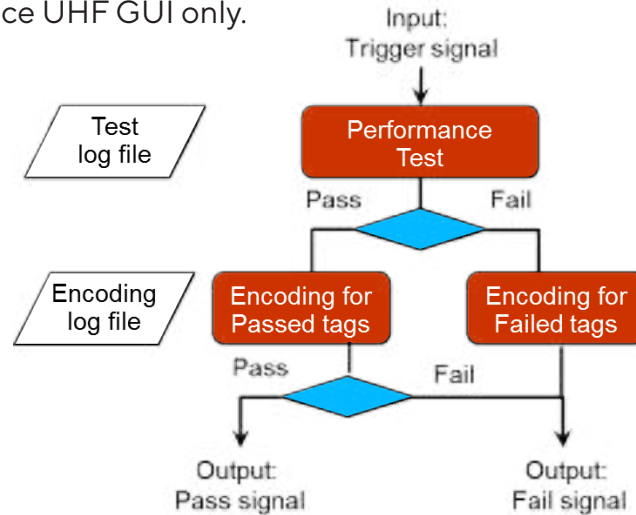 ce UHF GUI only.
Input:
Trigger signal
Test
log file
Performance
Test
Pass
Fail
Encoding
log file
Encoding for
Passed tags
Encoding for
Failed tags
Pass
Fail
Output:
Pass signal
Output:
Fail signal